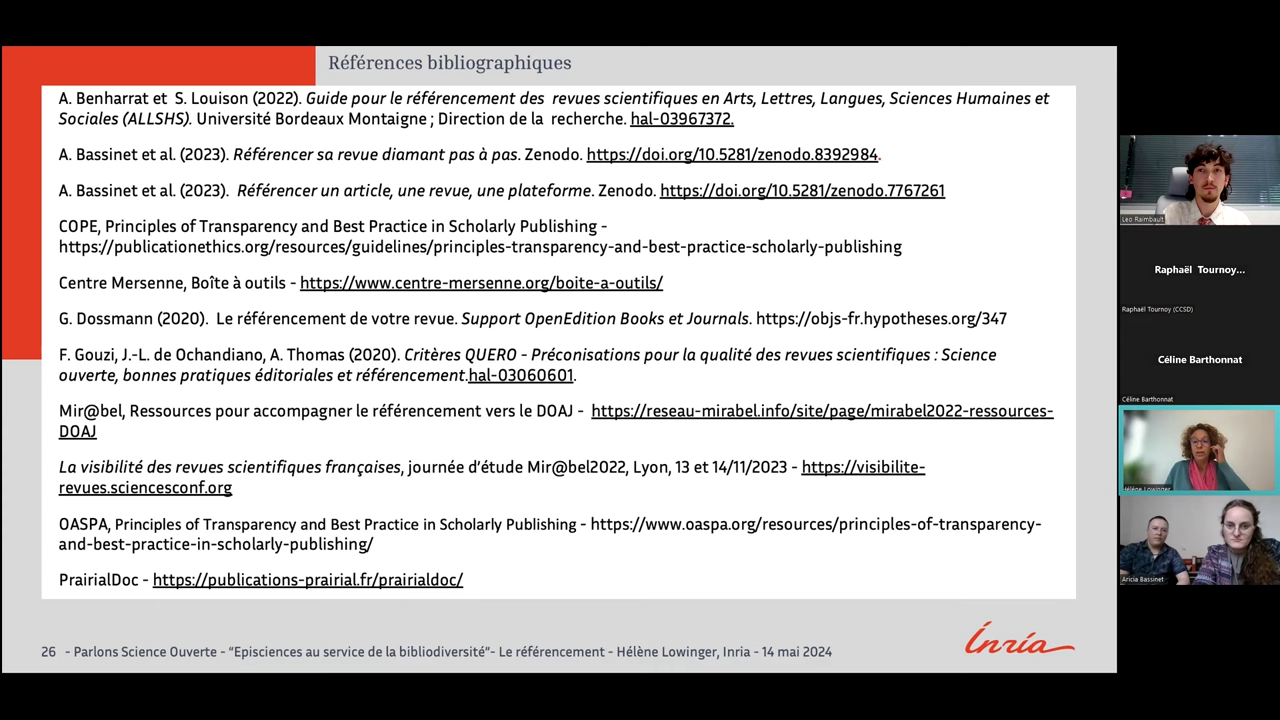 Références bibliographiques
A. Benharrat et S. Louison (2022). Guide pour le référencement des revues scientifiques en Arts, Lettres, Langues, Sciences Humaines et
Sociales (ALLSHS). Université Bordeaux Montaigne ; Direction de la recherche. hal-03967372.
A. Bassinet et al. (2023). Référencer sa revue diamant pas à pas. Zenodo. https://doi.org/10.5281/zenodo.8392984.
A. Bassinet et al. (2023). Référencer un article, une revue, une plateforme. Zenodo. https://doi.org/10.5281/zenodo.7767261
COPE, Principles of Transparency and Best Practice in Scholarly Publishing -
https://publicationethics.org/resources/guidelines/principles-transparency-and-best-practice-scholarly-publishing
Centre Mersenne, Boîte à outils - https://www.centre-mersenne.org/boite-a-outils/
G. Dossmann (2020). Le référencement de votre revue. Support OpenEdition Books et Journals. https://objs-fr.hypotheses.org/347
F. Gouzi, J.-L. de Ochandiano, A. Thomas (2020). Critères QUERO - Préconisations pour la qualité des revues scientifiques : Science
ouverte, bonnes pratiques éditoriales et référencement.hal-03060601.
Mir@bel, Ressources pour accompagner le référencement vers le DOAJ - https://reseau-mirabel.info/site/page/mirabel2022-ressources-
DOAJ
La visibilité des revues scientifiques françaises, journée d'étude Mir@bel2022, Lyon, 13 et 14/11/2023 - https://visibilite-
revues.sciencesconf.org
OASPA, Principles of Transparency and Best Practice in Scholarly Publishing - https://www.oaspa.org/resources/principles-of-transparency-
and-best-practice-in-scholarly-publishing/
PrairialDoc - https://publications-prairial.fr/prairialdoc/
26 - Parlons Science Ouverte - “Episciences au service de la bibliodiversité”- Le référencement - Hélène Lowinger, Inria - 14 mai 2024
Inria
Leo Raimbault
Raphaël Tournoy...
Raphaël Tournoy (CCSD)
Céline Barthonnat
Céline Barthonnat
Hélène Lowinger
Aricia Bassinet